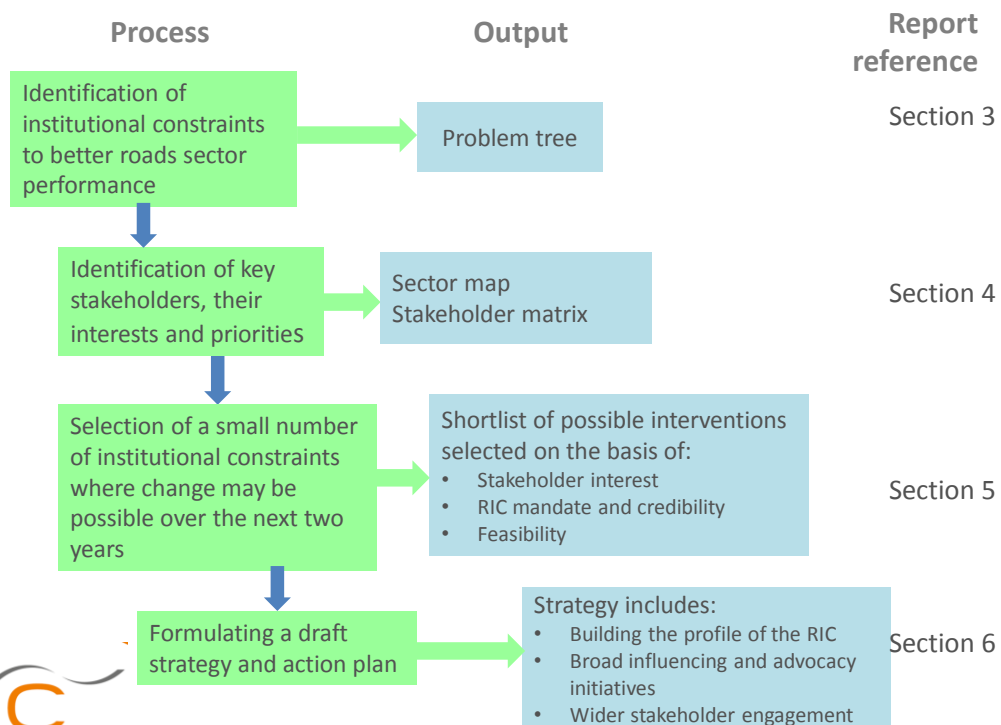 Process
Output
Report
reference
Identification of
institutional constraints
to better roads sector
performance
Problem tree
Section 3
Identification of key
stakeholders, their
interests and priorities
Sector map
Stakeholder matrix
Section 4
Selection of a small number
of institutional constraints
where change may be
possible over the next two
years
Shortlist of possible interventions
selected on the basis of:
• Stakeholder interest
• RIC mandate and credibility
• Feasibility
Section 5
Formulating a draft
strategy and action plan
Strategy includes:
• Building the profile of the RIC
• Broad influencing and advocacy
initiatives
• Wider stakeholder engagement
Section 6
C